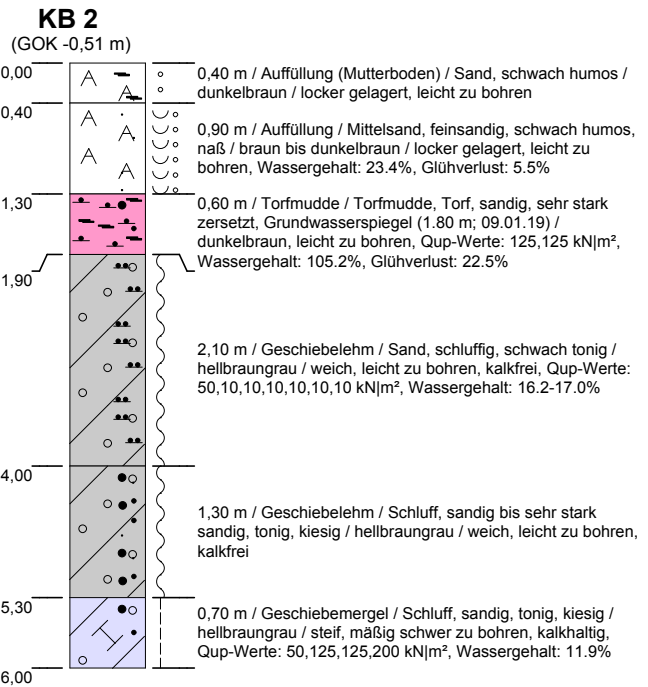 KB 2
(GOK -0,51 m)
0,00
0,40 m / Auffüllung (Mutterboden) / Sand, schwach humos /
dunkelbraun / locker gelagert, leicht zu bohren
0,40
0,90 m / Auffüllung / Mittelsand, feinsandig, schwach humos,
naß / braun bis dunkelbraun / locker gelagert, leicht zu
bohren, Wassergehalt: 23.4%, Glühverlust: 5.5%
1,30
0,60 m / Torfmudde / Torfmudde, Torf, sandig, sehr stark
zersetzt, Grundwasserspiegel (1.80 m; 09.01.19) /
dunkelbraun, leicht zu bohren, Qup-Werte: 125,125 kN|m²,
Wassergehalt: 105.2%, Glühverlust: 22.5%
1,90
2,10 m / Geschiebelehm / Sand, schluffig, schwach tonig /
hellbraungrau / weich, leicht zu bohren, kalkfrei, Qup-Werte:
50,10,10,10,10,10,10 kN|m², Wassergehalt: 16.2-17.0%
4,00
1,30 m / Geschiebelehm / Schluff, sandig bis sehr stark
sandig, tonig, kiesig / hellbraungrau / weich, leicht zu bohren,
kalkfrei
5,30
0,70 m / Geschiebemergel / Schluff, sandig, tonig, kiesig /
hellbraungrau / steif, mäßig schwer zu bohren, kalkhaltig,
Qup-Werte: 50,125,125,200 kN|m², Wassergehalt: 11.9%
6,00